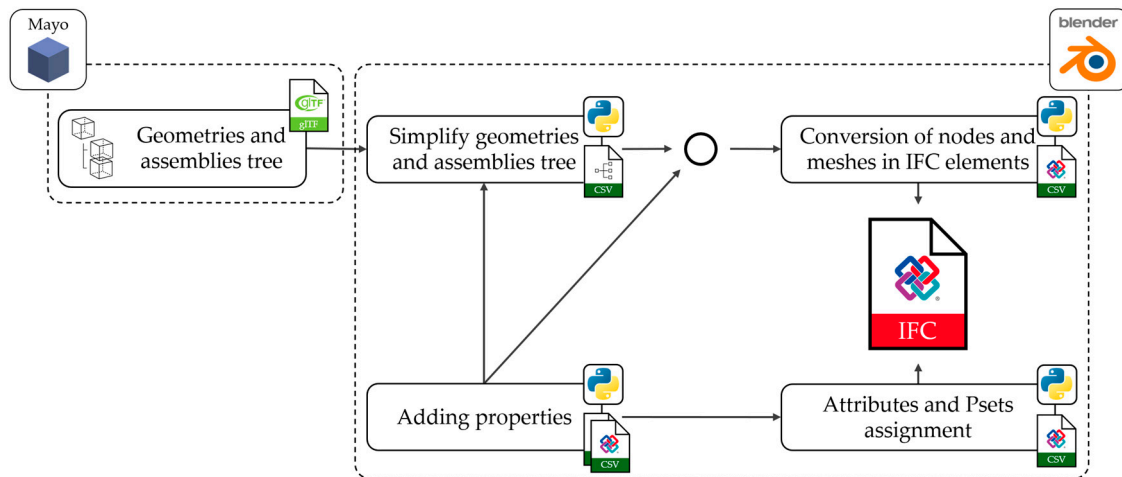 Mayo
blender
glTF
glTF
Geometries and
assemblies tree
Simplify geometries
and assemblies tree
CSV
Conversion of nodes and
meshes in IFC elements
CSV
IFC
Adding properties
CSV
Attributes and Psets
assignment
CSV